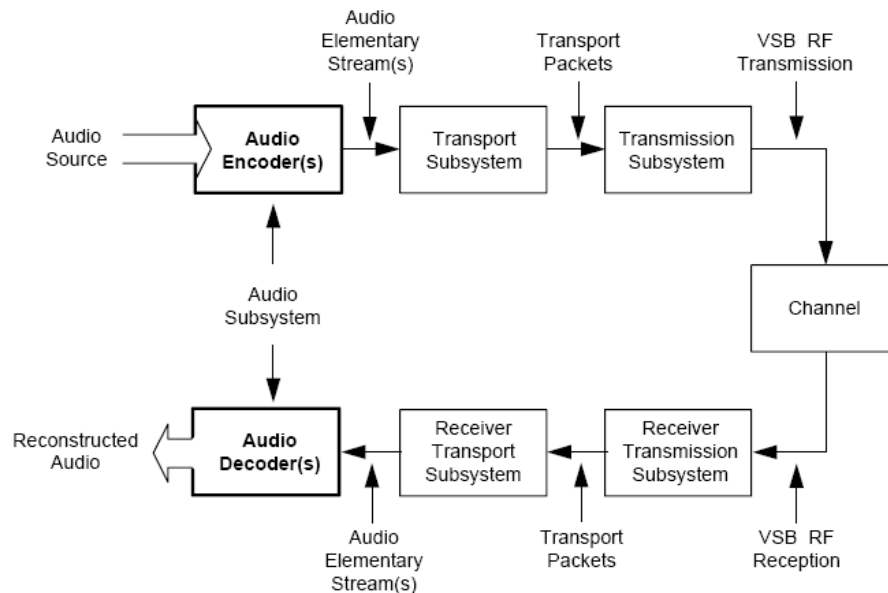 Audio
Elementary
Stream(s)
Transport
Packets
VSB RF
Transmission
Audio
Source
Audio
Encoder(s)
Transport
Subsystem
Transmission
Subsystem
Audio
Subsystem
Channel
Reconstructed
Audio
Audio
Decoder(s)
Receiver
Transport
Subsystem
Receiver
Transmission
Subsystem
Audio
Elementary
Stream(s)
Transport
Packets
VSB RF
Reception